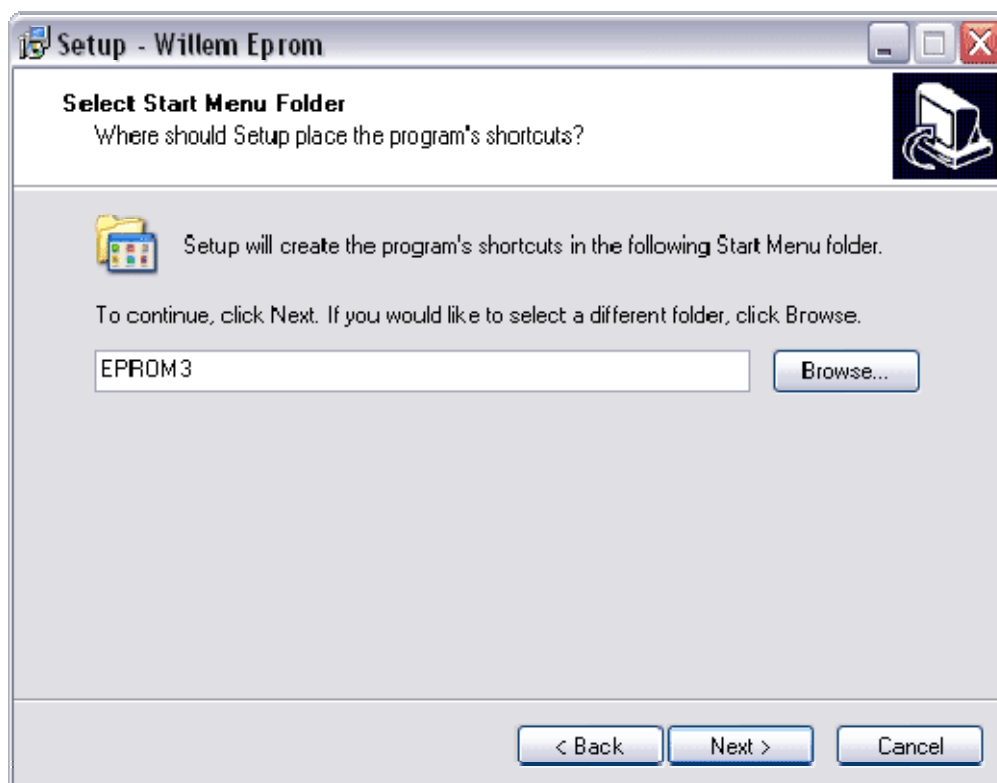 Setup - Willem Eprom
Select Start Menu Folder
Where should Setup place the program's shortcuts?
Setup will create the program's shortcuts in the following Start Menu folder.
To continue, click Next. If you would like to select a different folder, click Browse.
EPROM3
Browse...
< Back
Next >
Cancel